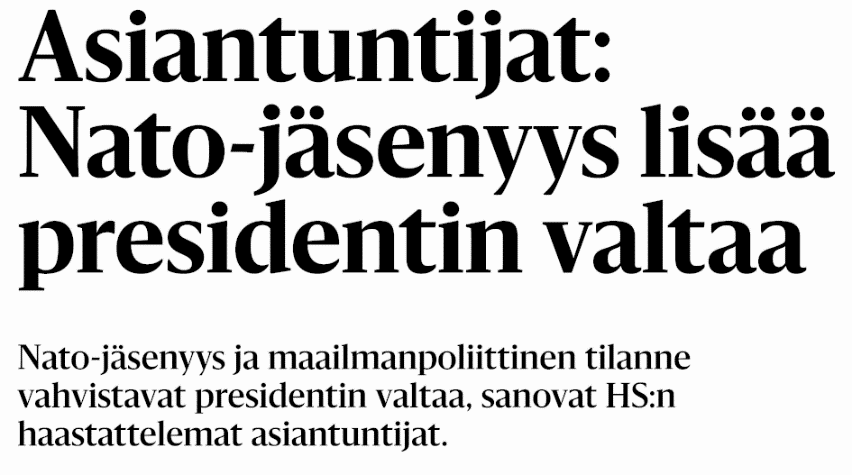 Asiantuntijat:
Nato-jäsenyys lisää
presidentin valtaa
Nato-jäsenyys ja maailmanpoliittinen tilanne
vahvistavat presidentin valtaa, sanovat HS:n
haastattelemat asiantuntijat.